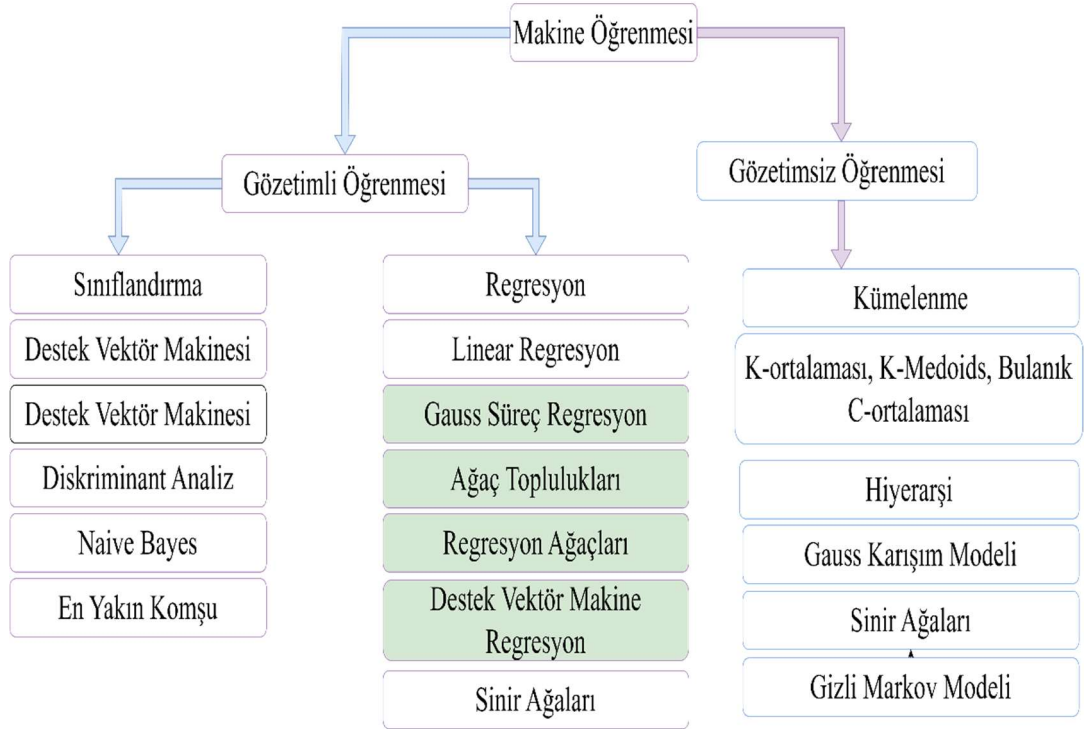 Makine Öğrenmesi
Gözetimli Öğrenmesi
Gözetimsiz Öğrenmesi
Sınıflandırma
Destek Vektör Makinesi
Destek Vektör Makinesi
Diskriminant Analiz
Naive Bayes
En Yakın Komşu
Regresyon
Linear Regresyon
Gauss Süreç Regresyon
Ağaç Toplulukları
Regresyon Ağaçları
Destek Vektör Makine
Regresyon
Sinir Ağaları
Kümelenme
K-ortalaması, K-Medoids, Bulanık
C-ortalaması
Hiyerarşi
Gauss Karışım Modeli
Sinir Ağaları
Gizli Markov Modeli